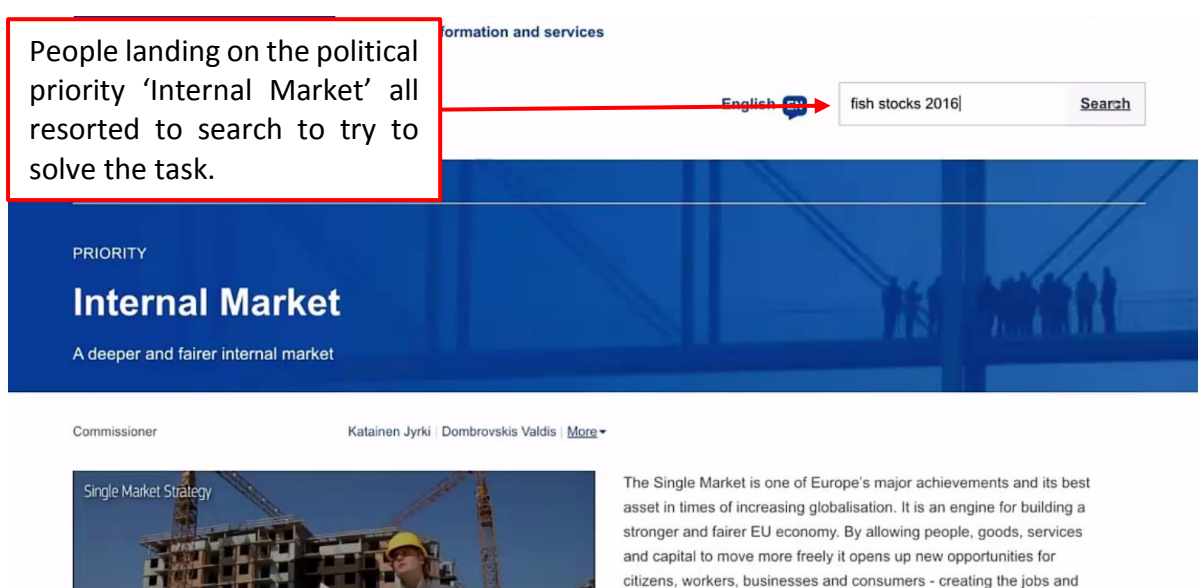 People landing on the political
priority ‘Internal Market’ all
resorted to search to try to
solve the task.
and services
English EN
fish stocks 2016
Search
PRIORITY
Internal Market
A deeper and fairer internal market
Commissioner
Katainen Jyrki | Dombrovskis Valdis | More
Single Market Strategy
The Single Market is one of Europe's major achievements and its best
asset in times of increasing globalisation. It is an engine for building a
stronger and fairer EU economy. By allowing people, goods, services
and capital to move more freely it opens up new opportunities for
citizens, workers, businesses and consumers - creating the jobs and